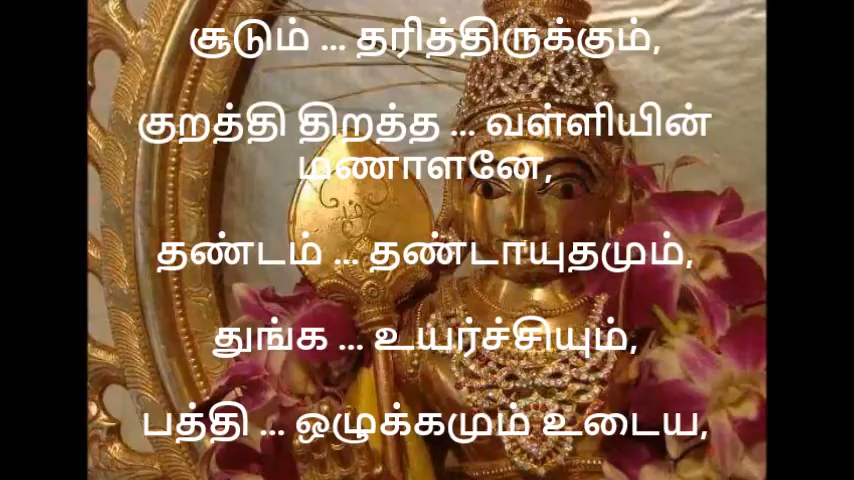 சூடும் ... தரித்திருக்கும்,
குறத்தி திறத்த ... வள்ளியின்
மணாளனே,
தண்டம் ... தண்டாயுதமும்,
துங்க ... உயர்ச்சியும்,
பத்தி ... ஒழுக்கமும் உடைய,